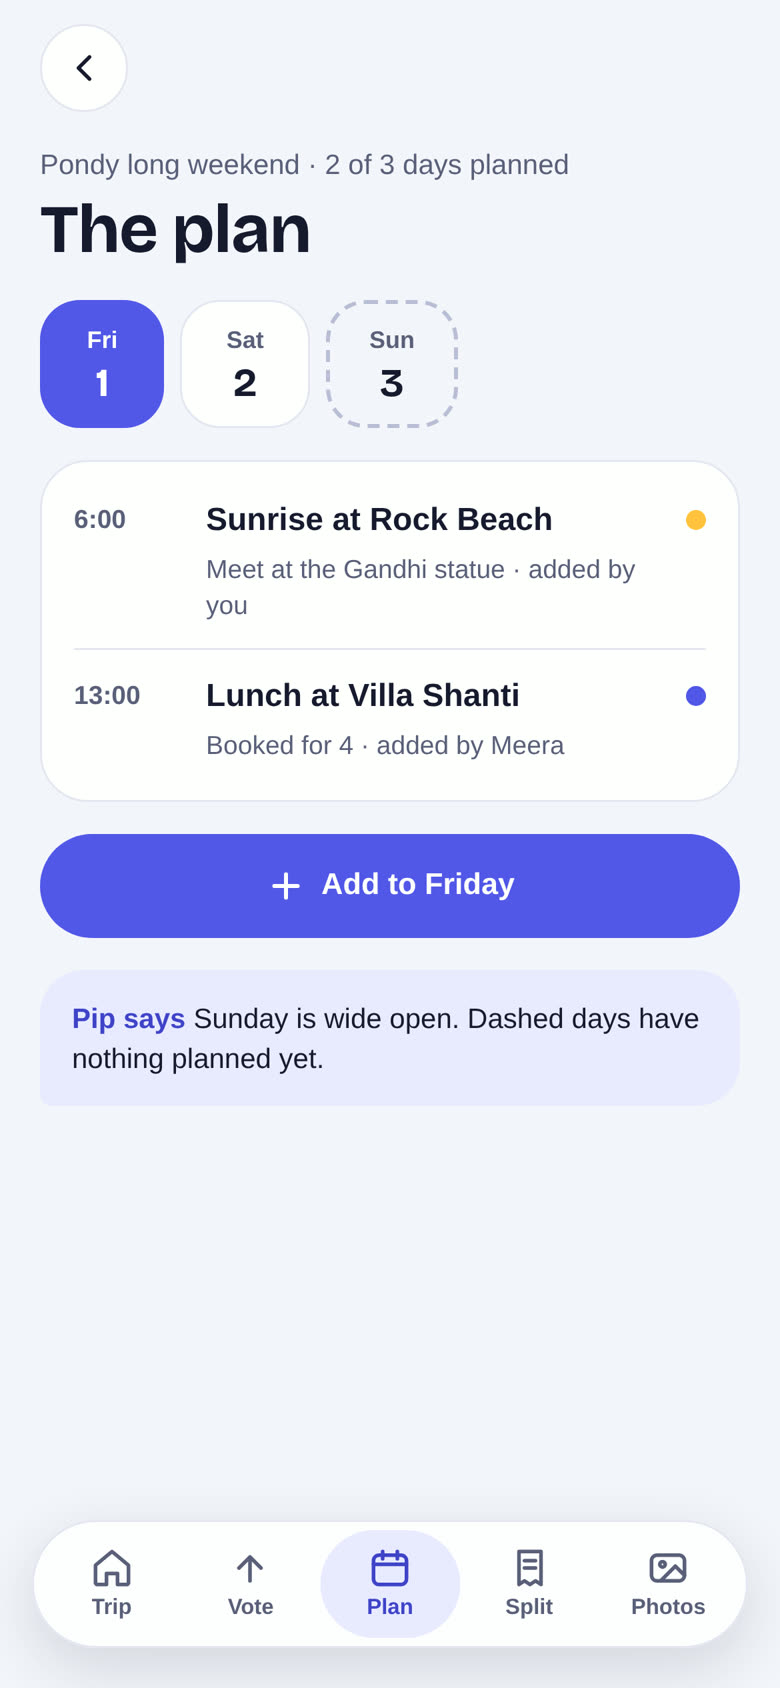 Pondy long weekend · 2 of 3 days planned
The plan
Fri
1
Sat
2
Sun
3
6:00
Sunrise at Rock Beach
Meet at the Gandhi statue · added by
you
13:00
Lunch at Villa Shanti
Booked for 4 · added by Meera
Add to Friday
Pip says Sunday is wide open. Dashed days have
nothing planned yet.
Trip
Vote
Plan
Split
Photos